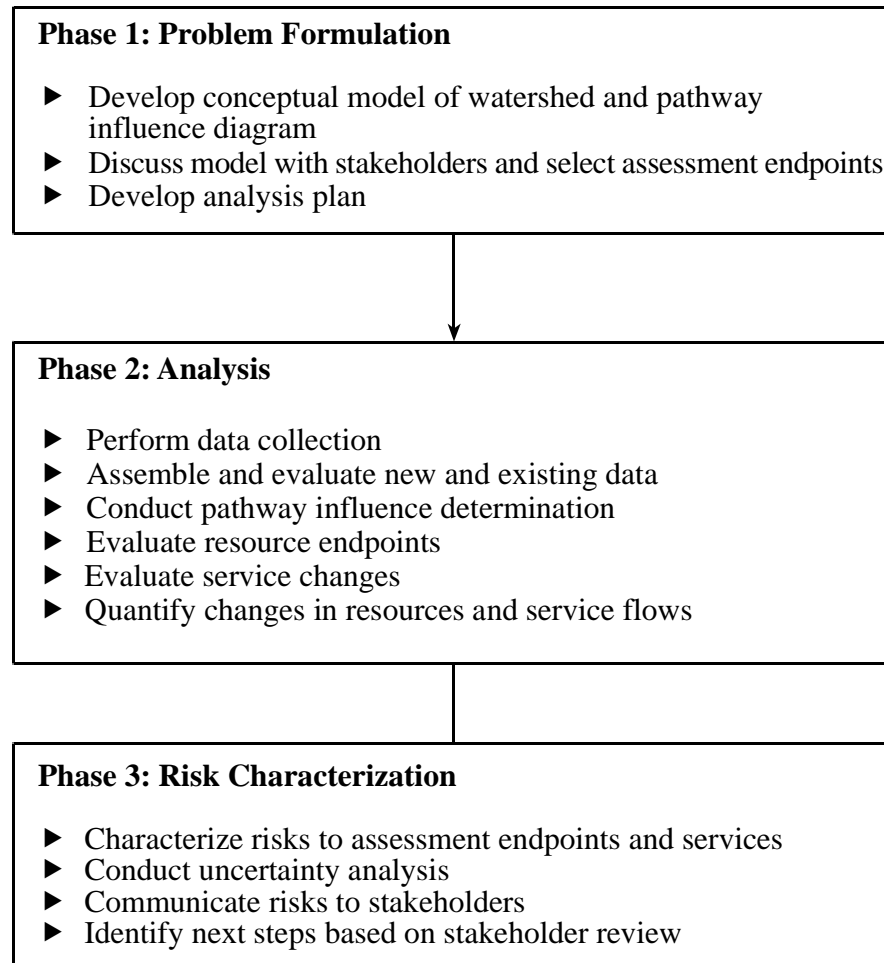 Phase 1: Problem Formulation
▶ Develop conceptual model of watershed and pathway
influence diagram
▶ Discuss model with stakeholders and select assessment endpoints
▶ Develop analysis plan
Phase 2: Analysis
▶ Perform data collection
▶ Assemble and evaluate new and existing data
▶ Conduct pathway influence determination
▶ Evaluate resource endpoints
▶ Evaluate service changes
▶ Quantify changes in resources and service flows
Phase 3: Risk Characterization
▶ Characterize risks to assessment endpoints and services
▶ Conduct uncertainty analysis
▶ Communicate risks to stakeholders
▶ Identify next steps based on stakeholder review